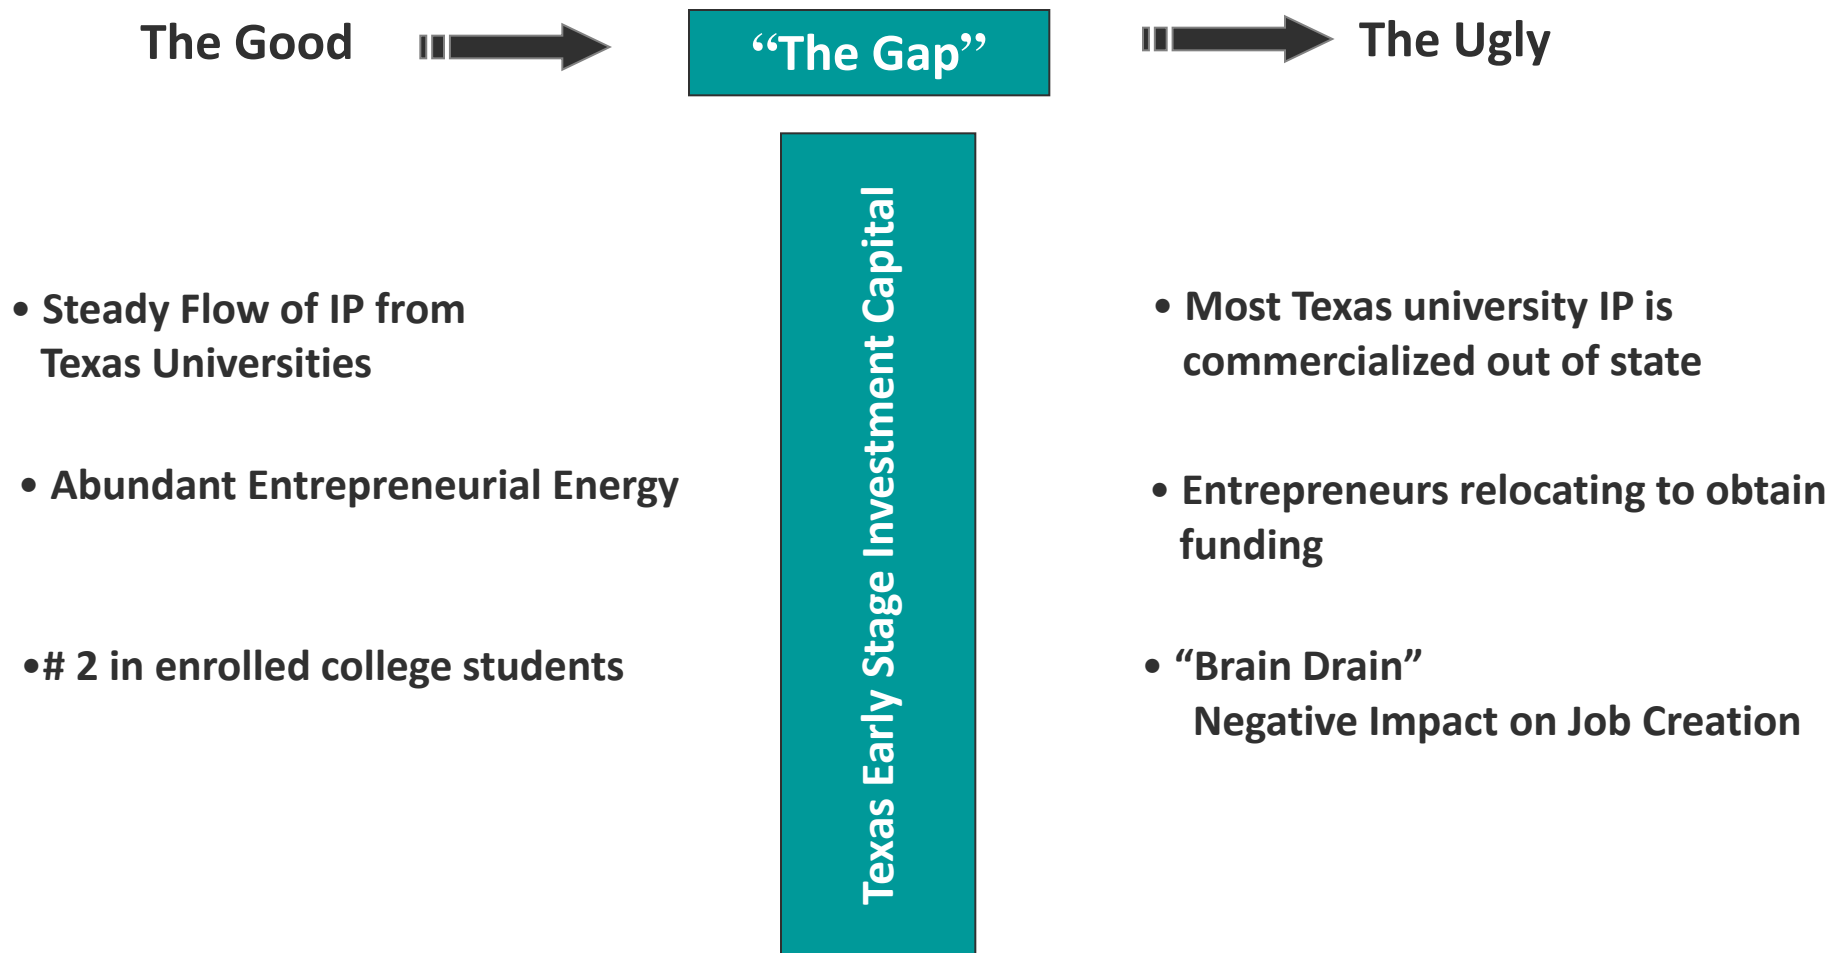 The Good
“The Gap”
The Ugly
• Steady Flow of IP from
Texas Universities
• Abundant Entrepreneurial Energy
•# 2 in enrolled college students
Texas Early Stage Investment Capital
• Most Texas university IP is
commercialized out of state
• Entrepreneurs relocating to obtain
funding
• “Brain Drain”
Negative Impact on Job Creation